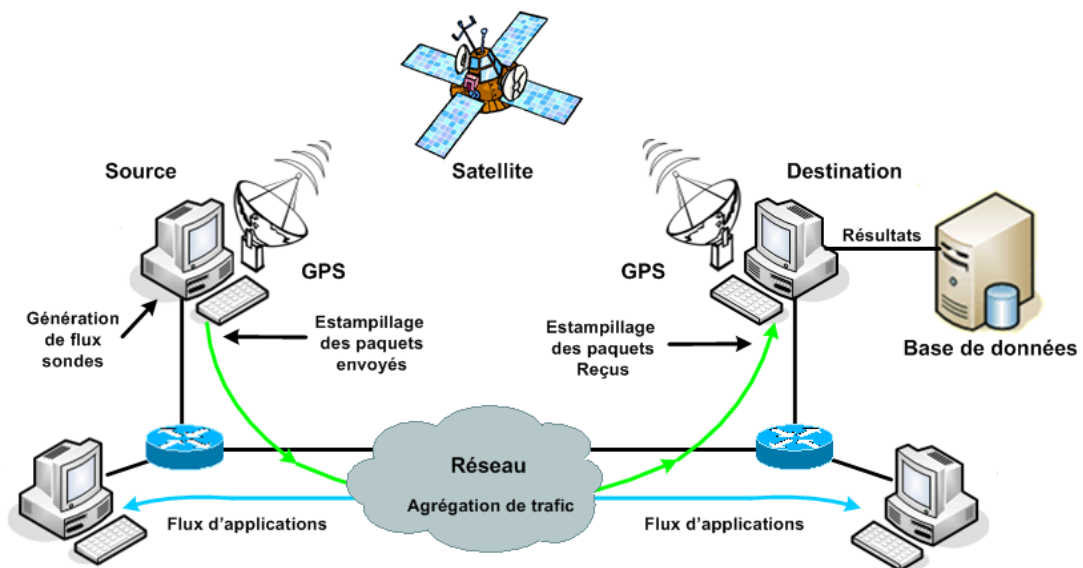 Source
Satellite
Destination
Résultats
GPS
GPS
Génération
de flux
sondes
Estampillage
des paquets
envoyés
Estampillage
des paquets
Reçus
Base de données
Réseau
Agrégation de trafic
Flux d'applications
Flux d'applications